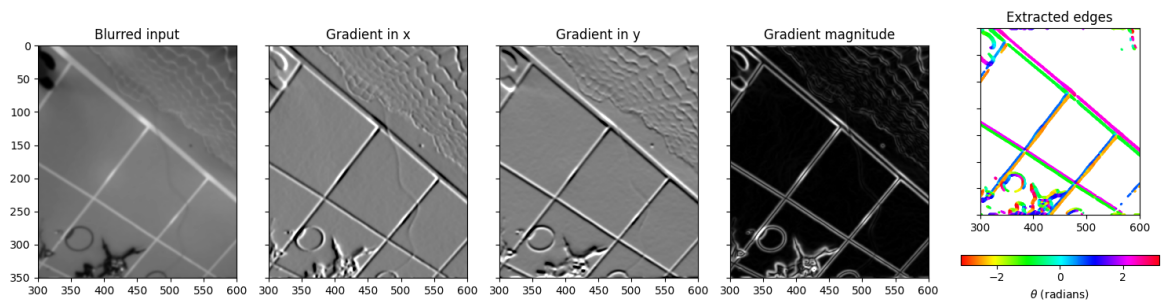 Blurred input
Gradient in x
Gradient in y
Gradient magnitude
Extracted edges
0
50
100
150
200
250
300
350
300 350 400 450 500 550 600
300 350 400 450 500 550 600
300 350 400 450 500 550 600
300 350 400 450 500 550 600
300 400 500 600
−2 0 2
θ (radians)